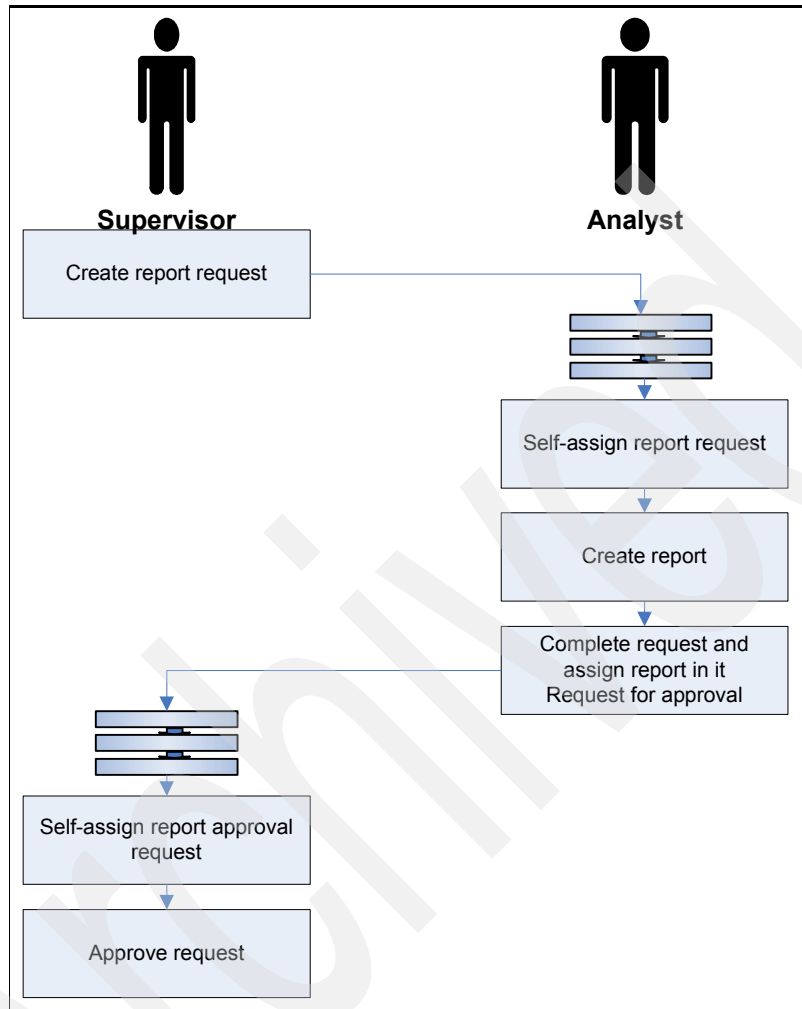 Supervisor
Analyst
Create report request
Self-assign report request
Create report
Complete request and
assign report in it
Request for approval
Self-assign report approval
request
Approve request
Archived